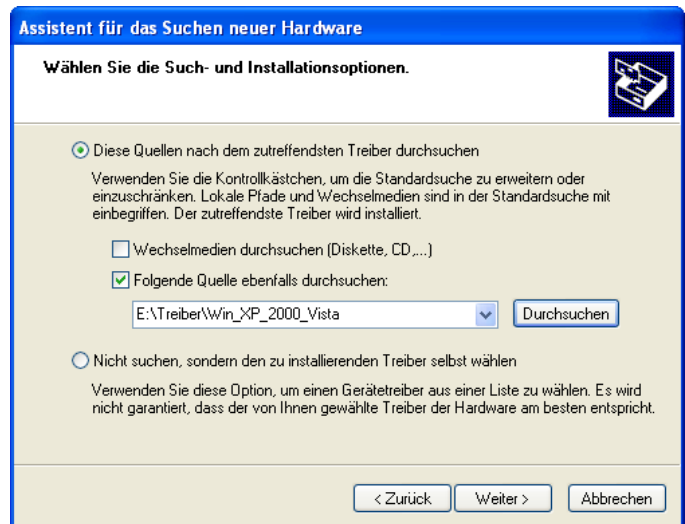 Assistent für das Suchen neuer Hardware
Wählen Sie die Such- und Installationsoptionen.
Diese Quellen nach dem zutreffendsten Treiber durchsuchen
Verwenden Sie die Kontrollkästchen, um die Standardsuche zu erweitern oder
einzuschränken. Lokale Pfade und Wechselmedien sind in der Standardsuche mit
einbegriffen. Der zutreffendste Treiber wird installiert.
Wechselmedien durchsuchen (Diskette, CD,...)
Folgende Quelle ebenfalls durchsuchen:
E:\Treiber\Win_XP_2000_Vista Durchsuchen
Nicht suchen, sondern den zu installierenden Treiber selbst wählen
Verwenden Sie diese Option, um einen Gerätetreiber aus einer Liste zu wählen. Es wird
nicht garantiert, dass der von Ihnen gewählte Treiber der Hardware am besten entspricht.
< Zurück Weiter > Abbrechen